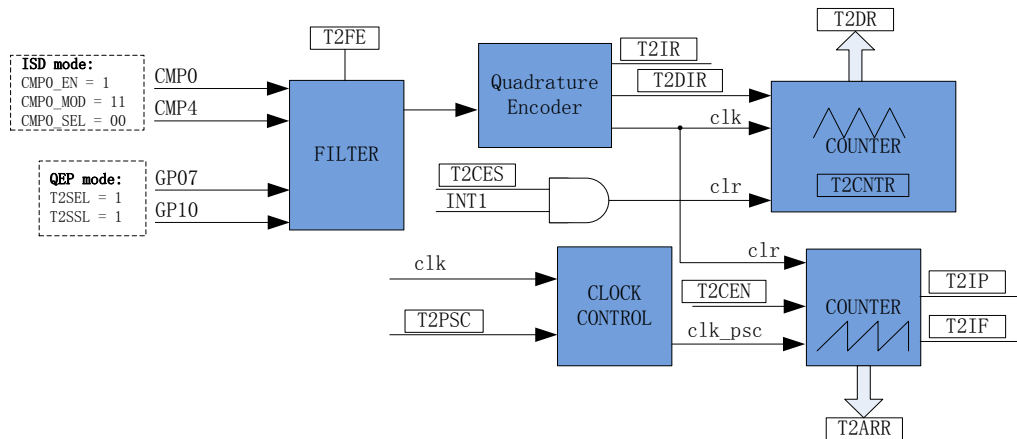 T2FE
T2DR
ISD mode:
CMP0_EN = 1
CMP0_MOD = 11
CMP0_SEL = 00
CMP0
CMP4
FILTER
Quadrature
Encoder
T2IR
T2DIR
clk
COUNTER
T2CNTR
QEP mode:
T2SEL = 1
T2SSL = 1
GP07
GP10
T2CES
INT1
clr
clk
T2PSC
CLOCK
CONTROL
clr
T2CEN
clk_psc
COUNTER
T2IP
T2IF
T2ARR